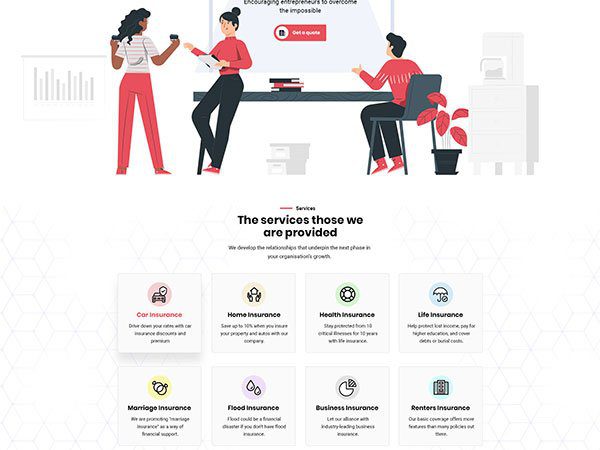 Encouraging entrepreneurs to overcome
the impossible
Get a quote
Services
The services those we
are provided
We develop the relationships that underpin the next phase in
your organisation's growth.
Car Insurance
Drive down your rates with car
insurance discounts and
premium
Home Insurance
Save up to 10% when you insure
your property and autos with our
company.
Health Insurance
Stay protected from 10
critical illnesses for 10 years
with life insurance.
Life Insurance
Help protect lost income, pay for
higher education, and cover
debts or burial costs.
Marriage Insurance
We are promoting "marriage
Insurance" as a way of
financial support.
Flood Insurance
Flood could be a financial
disaster if you don't have flood
insurance.
Business Insurance
Let our alliance with
industry-leading business
insurance.
Renters Insurance
Our basic coverage offers more
features than many policies out
there.